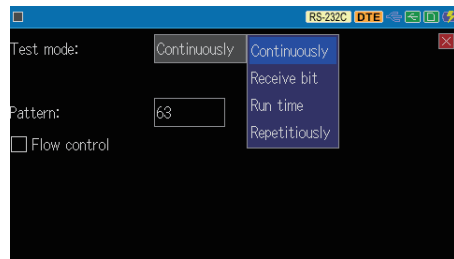 RS-232C DTE
Test mode: Continuously Continuously
Receive bit
Pattern: 63 Run time
Repetitiously
Flow control